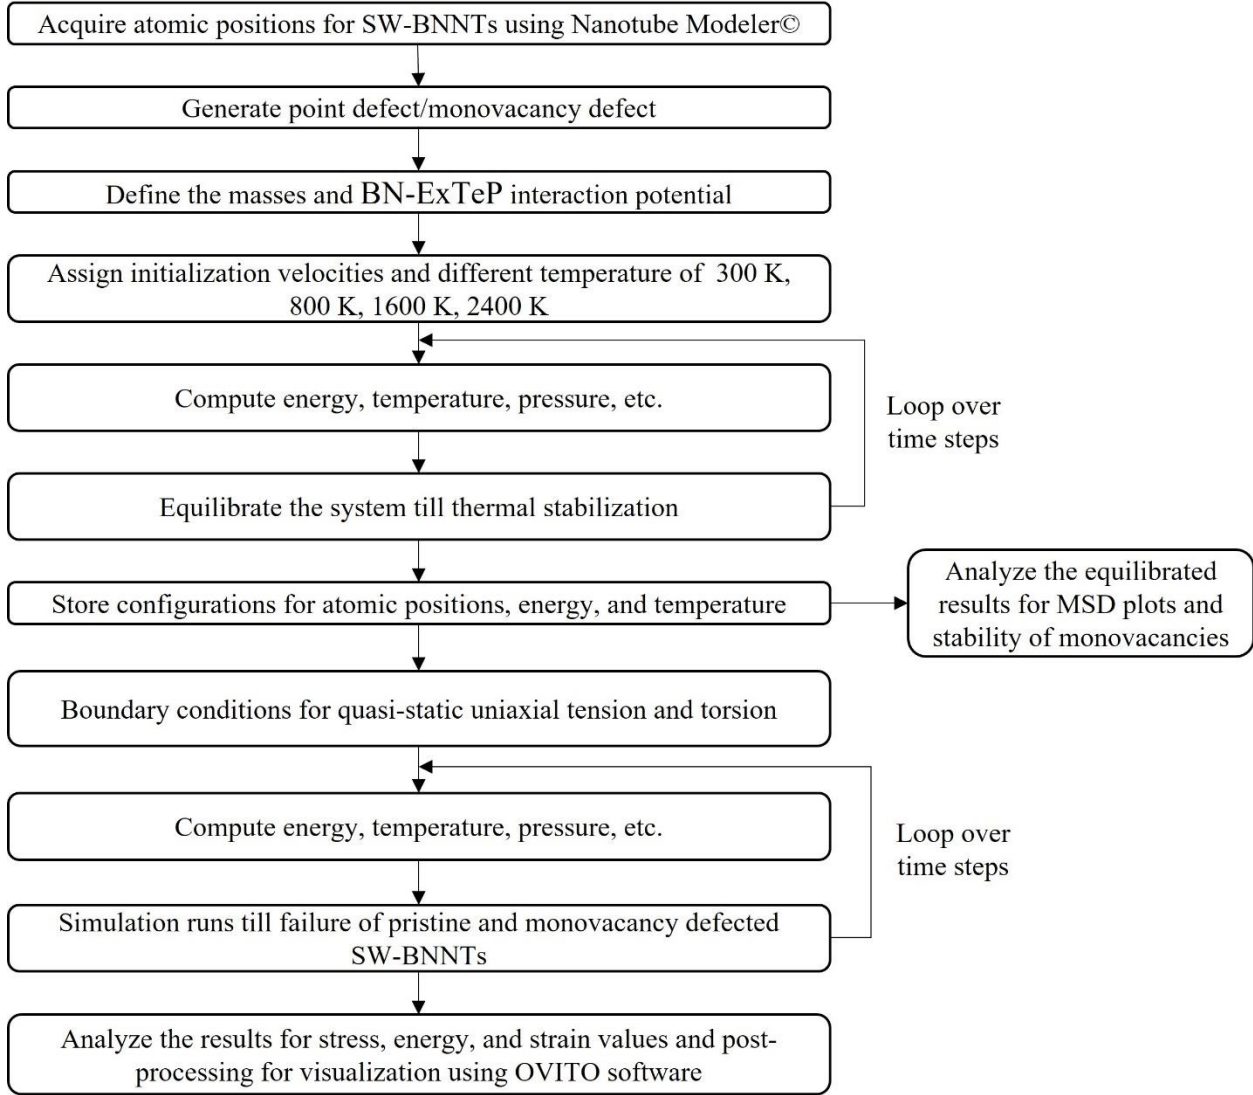 Acquire atomic positions for SW-BNNTs using Nanotube Modeler©
Generate point defect/monovacancy defect
Define the masses and BN-ExTeP interaction potential
Assign initialization velocities and different temperature of 300 K,
800 K, 1600 K, 2400 K
Compute energy, temperature, pressure, etc.
Loop over
time steps
Equilibrate the system till thermal stabilization
Store configurations for atomic positions, energy, and temperature
Analyze the equilibrated
results for MSD plots and
stability of monovacancies
Boundary conditions for quasi-static uniaxial tension and torsion
Compute energy, temperature, pressure, etc.
Loop over
time steps
Simulation runs till failure of pristine and monovacancy defected
SW-BNNTs
Analyze the results for stress, energy, and strain values and post-
processing for visualization using OVITO software